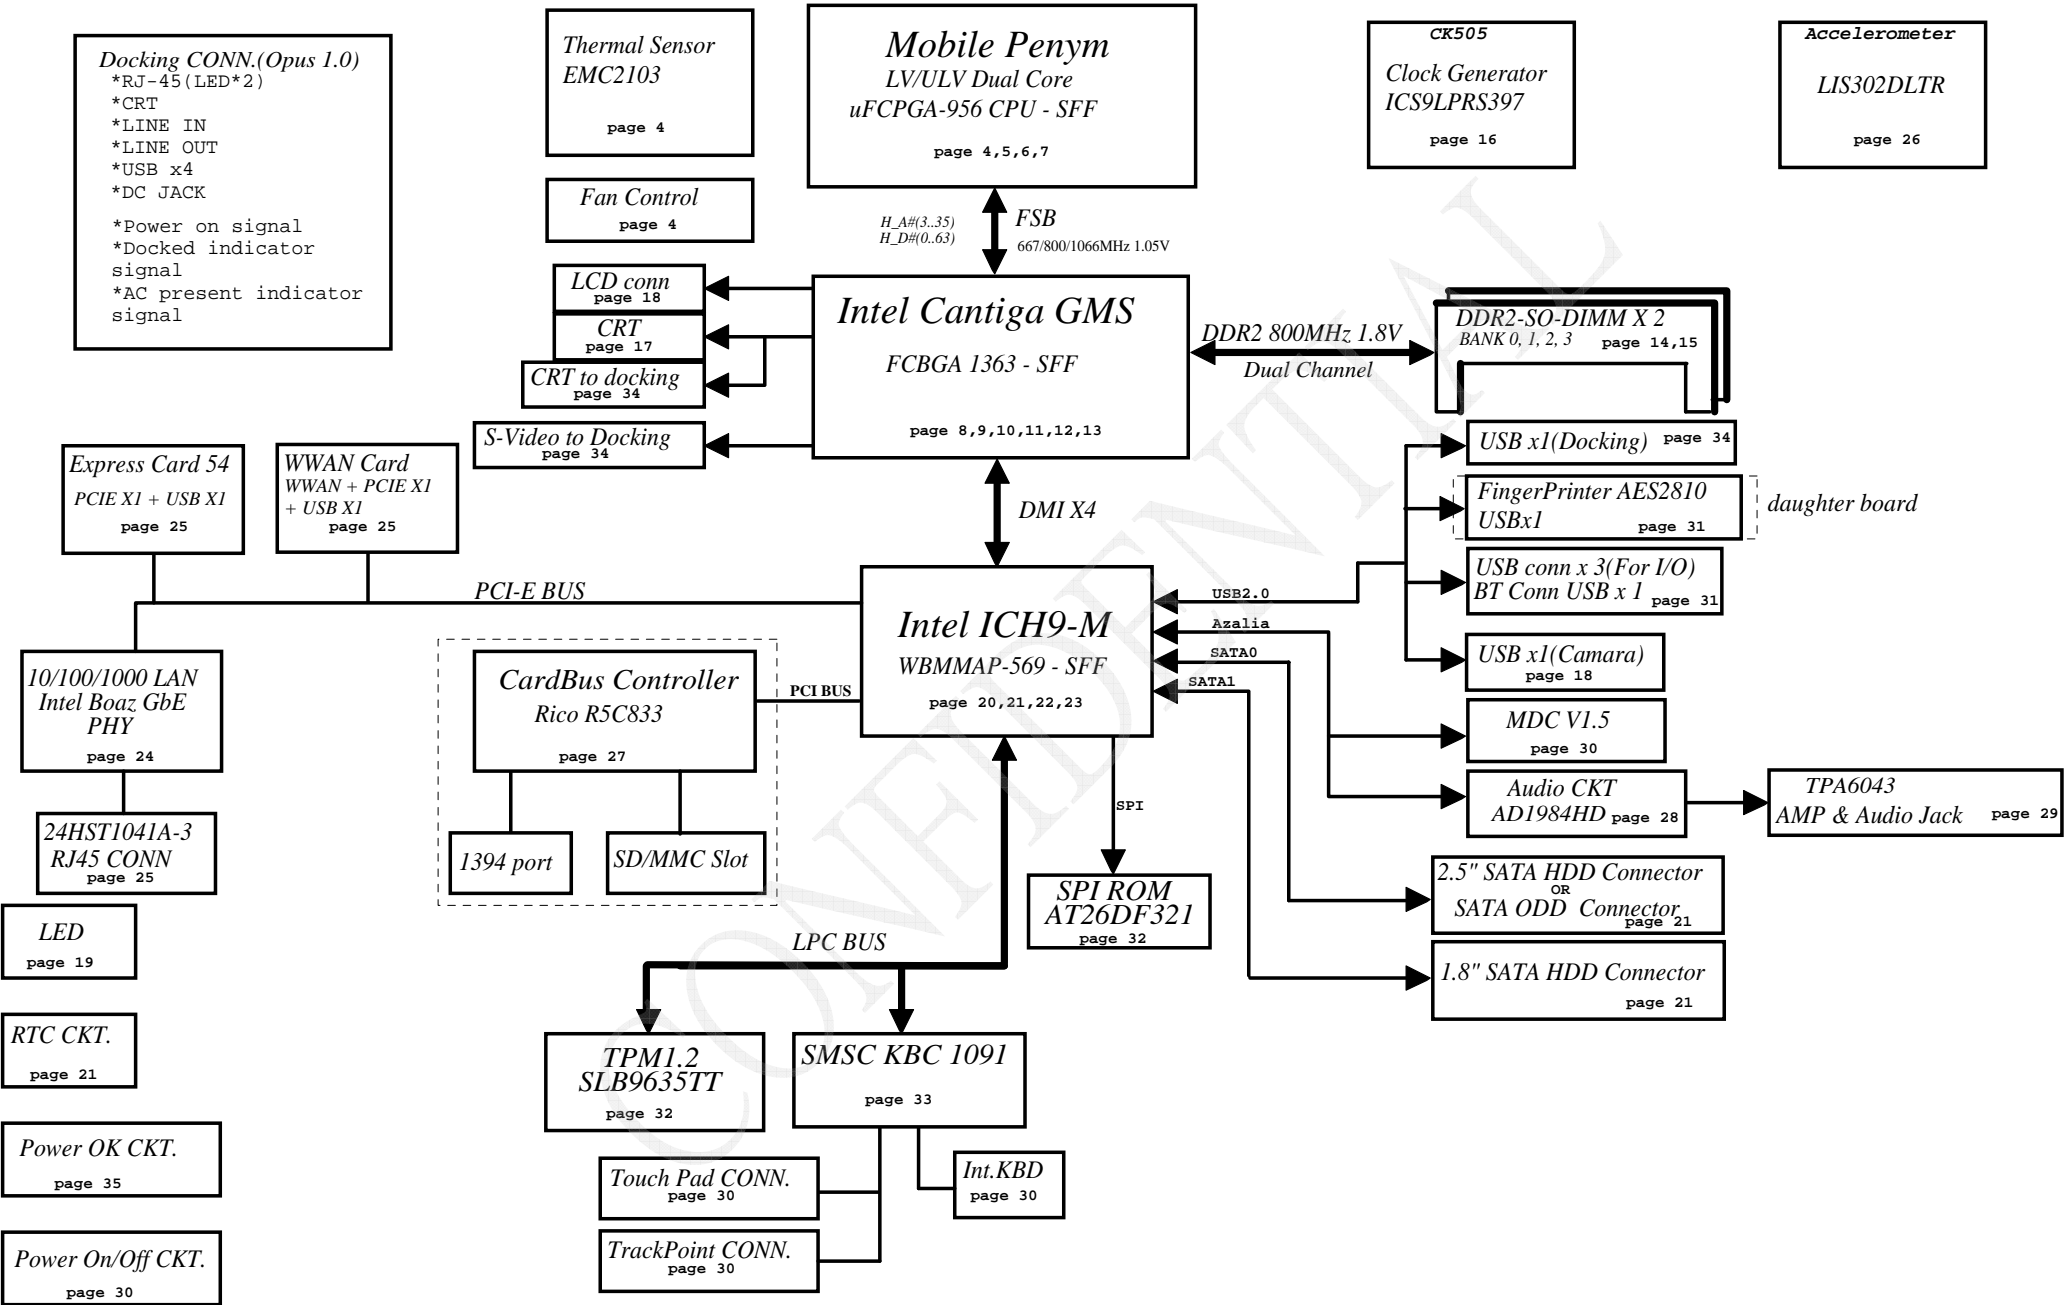 Docking CONN.(Opus 1.0)
*RJ-45(LED*2)
*CRT
*LINE IN
*LINE OUT
*USB x4
*DC JACK
*Power on signal
*Docked indicator
signal
*AC present indicator
signal
Thermal Sensor
EMC2103
page 4
Fan Control
page 4
Mobile Penym
LV/ULV Dual Core
uFCPGA-956 CPU - SFF
page 4,5,6,7
CK505
Clock Generator
ICS9LPRS397
page 16
Accelerometer
LIS302DLTR
page 26
H_A#(3..35)
H_D#(0..63)
FSB
667/800/1066MHz 1.05V
LCD conn
page 18
CRT
page 17
CRT to docking
page 34
S-Video to Docking
page 34
Intel Cantiga GMS
FCBGA 1363 - SFF
page 8,9,10,11,12,13
DDR2 800MHz 1.8V
Dual Channel
DDR2-SO-DIMM X 2
BANK 0, 1, 2, 3 page 14,15
Express Card 54
PCIE X1 + USB X1
page 25
WWAN Card
WWAN + PCIE X1
+ USB X1
page 25
DMI X4
USB x1(Docking) page 34
FingerPrinter AES2810
USBx1
page 31
daughter board
USB conn x 3(For I/O)
BT Conn USB x 1 page 31
USB x1(Camara)
page 18
PCI-E BUS
Intel ICH9-M
WBMMAP-569 - SFF
page 20,21,22,23
USB2.0
Azalia
SATA0
SATA1
CardBus Controller
Rico R5C833
page 27
PCI BUS
10/100/1000 LAN
Intel Boaz GbE
PHY
page 24
24HST1041A-3
RJ45 CONN
page 25
1394 port
SD/MMC Slot
MDC V1.5
page 30
Audio CKT
AD1984HD page 28
TPA6043
AMP & Audio Jack page 29
SPI
SPI ROM
AT26DF321
page 32
2.5" SATA HDD Connector
OR
SATA ODD Connector
page 21
1.8" SATA HDD Connector
page 21
LPC BUS
LED
page 19
RTC CKT.
page 21
Power OK CKT.
page 35
Power On/Off CKT.
page 30
TPM1.2
SLB9635TT
page 32
SMSC KBC 1091
page 33
Touch Pad CONN.
page 30
TrackPoint CONN.
page 30
Int.KBD
page 30
CONFIDENTIAL